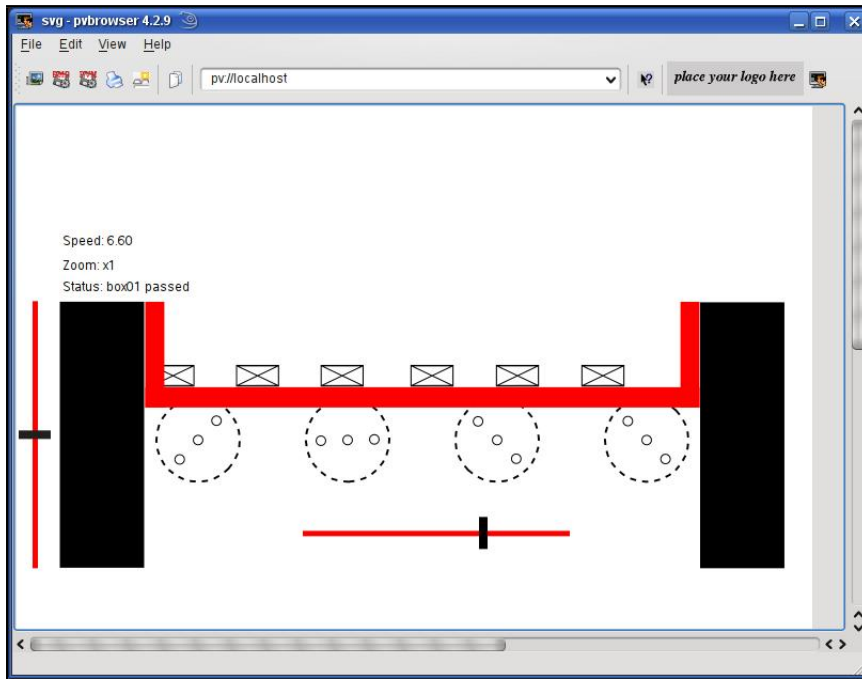 svg - pvbrowser 4.2.9
File Edit View Help
pv://localhost
place your logo here
Speed: 6.60
Zoom: x1
Status: box01 passed